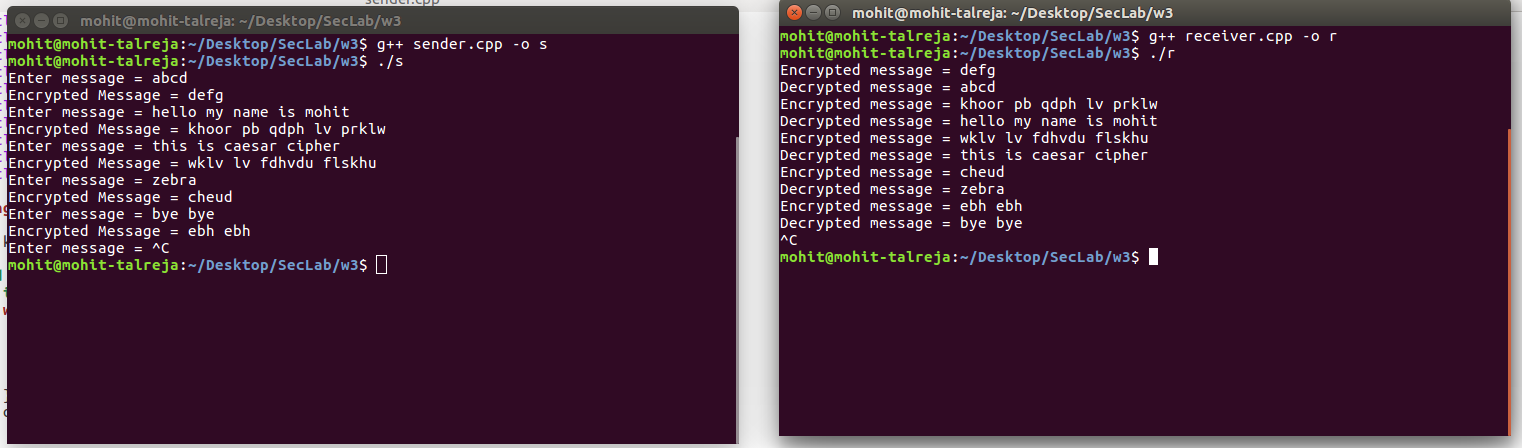 sender.cpp
mohit@mohit-talreja: ~/Desktop/SecLab/w3
mohit@mohit-talreja:~/Desktop/SecLab/w3$ g++ sender.cpp -o s
mohit@mohit-talreja:~/Desktop/SecLab/w3$ ./s
Enter message = abcd
Encrypted Message = defg
Enter message = hello my name is mohit
Encrypted Message = khoor pb qdph lv prklw
Enter message = this is caesar cipher
Encrypted Message = wklv lv fdhvdu flskhu
Enter message = zebra
Encrypted Message = cheud
Enter message = bye bye
Encrypted Message = ebh ebh
Enter message = ^C
mohit@mohit-talreja:~/Desktop/SecLab/w3$
mohit@mohit-talreja: ~/Desktop/SecLab/w3
mohit@mohit-talreja:~/Desktop/SecLab/w3$ g++ receiver.cpp -o r
mohit@mohit-talreja:~/Desktop/SecLab/w3$ ./r
Encrypted message = defg
Decrypted message = abcd
Encrypted message = khoor pb qdph lv prklw
Decrypted message = hello my name is mohit
Encrypted message = wklv lv fdhvdu flskhu
Decrypted message = this is caesar cipher
Encrypted message = cheud
Decrypted message = zebra
Encrypted message = ebh ebh
Decrypted message = bye bye
^C
mohit@mohit-talreja:~/Desktop/SecLab/w3$